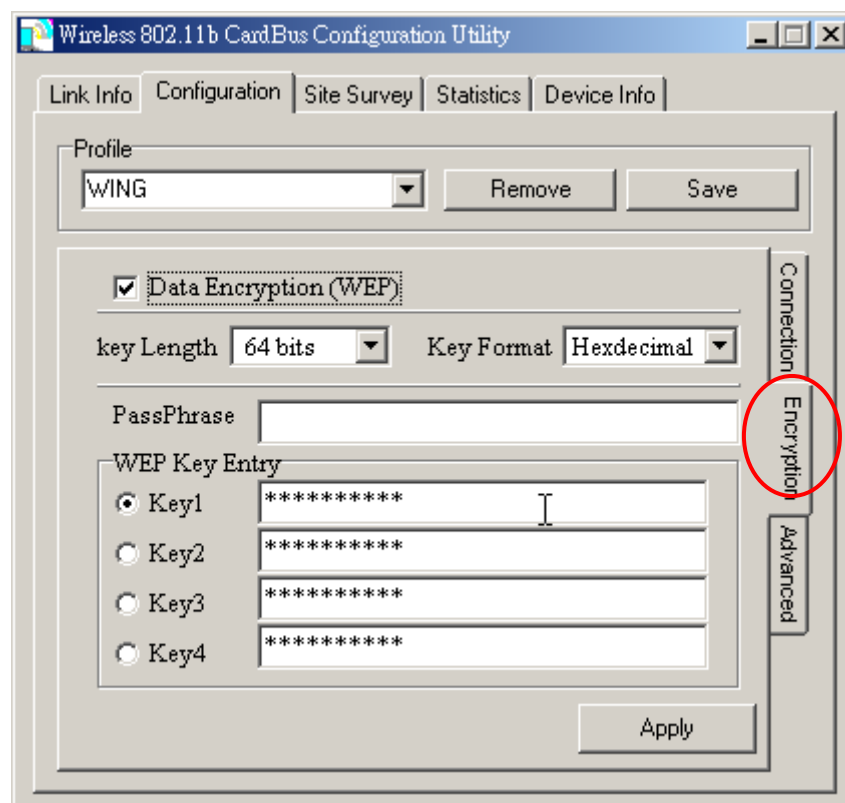 Wireless 802.11b CardBus Configuration Utility
Link Info Configuration Site Survey Statistics Device Info
Profile
WING Remove Save
Data Encryption (WEP)
key Length 64 bits Key Format Hexdecimal
PassPhrase
WEP Key Entry
Key1 **********
Key2 **********
Key3 **********
Key4 **********
Apply
Connection
Encryption
Advanced